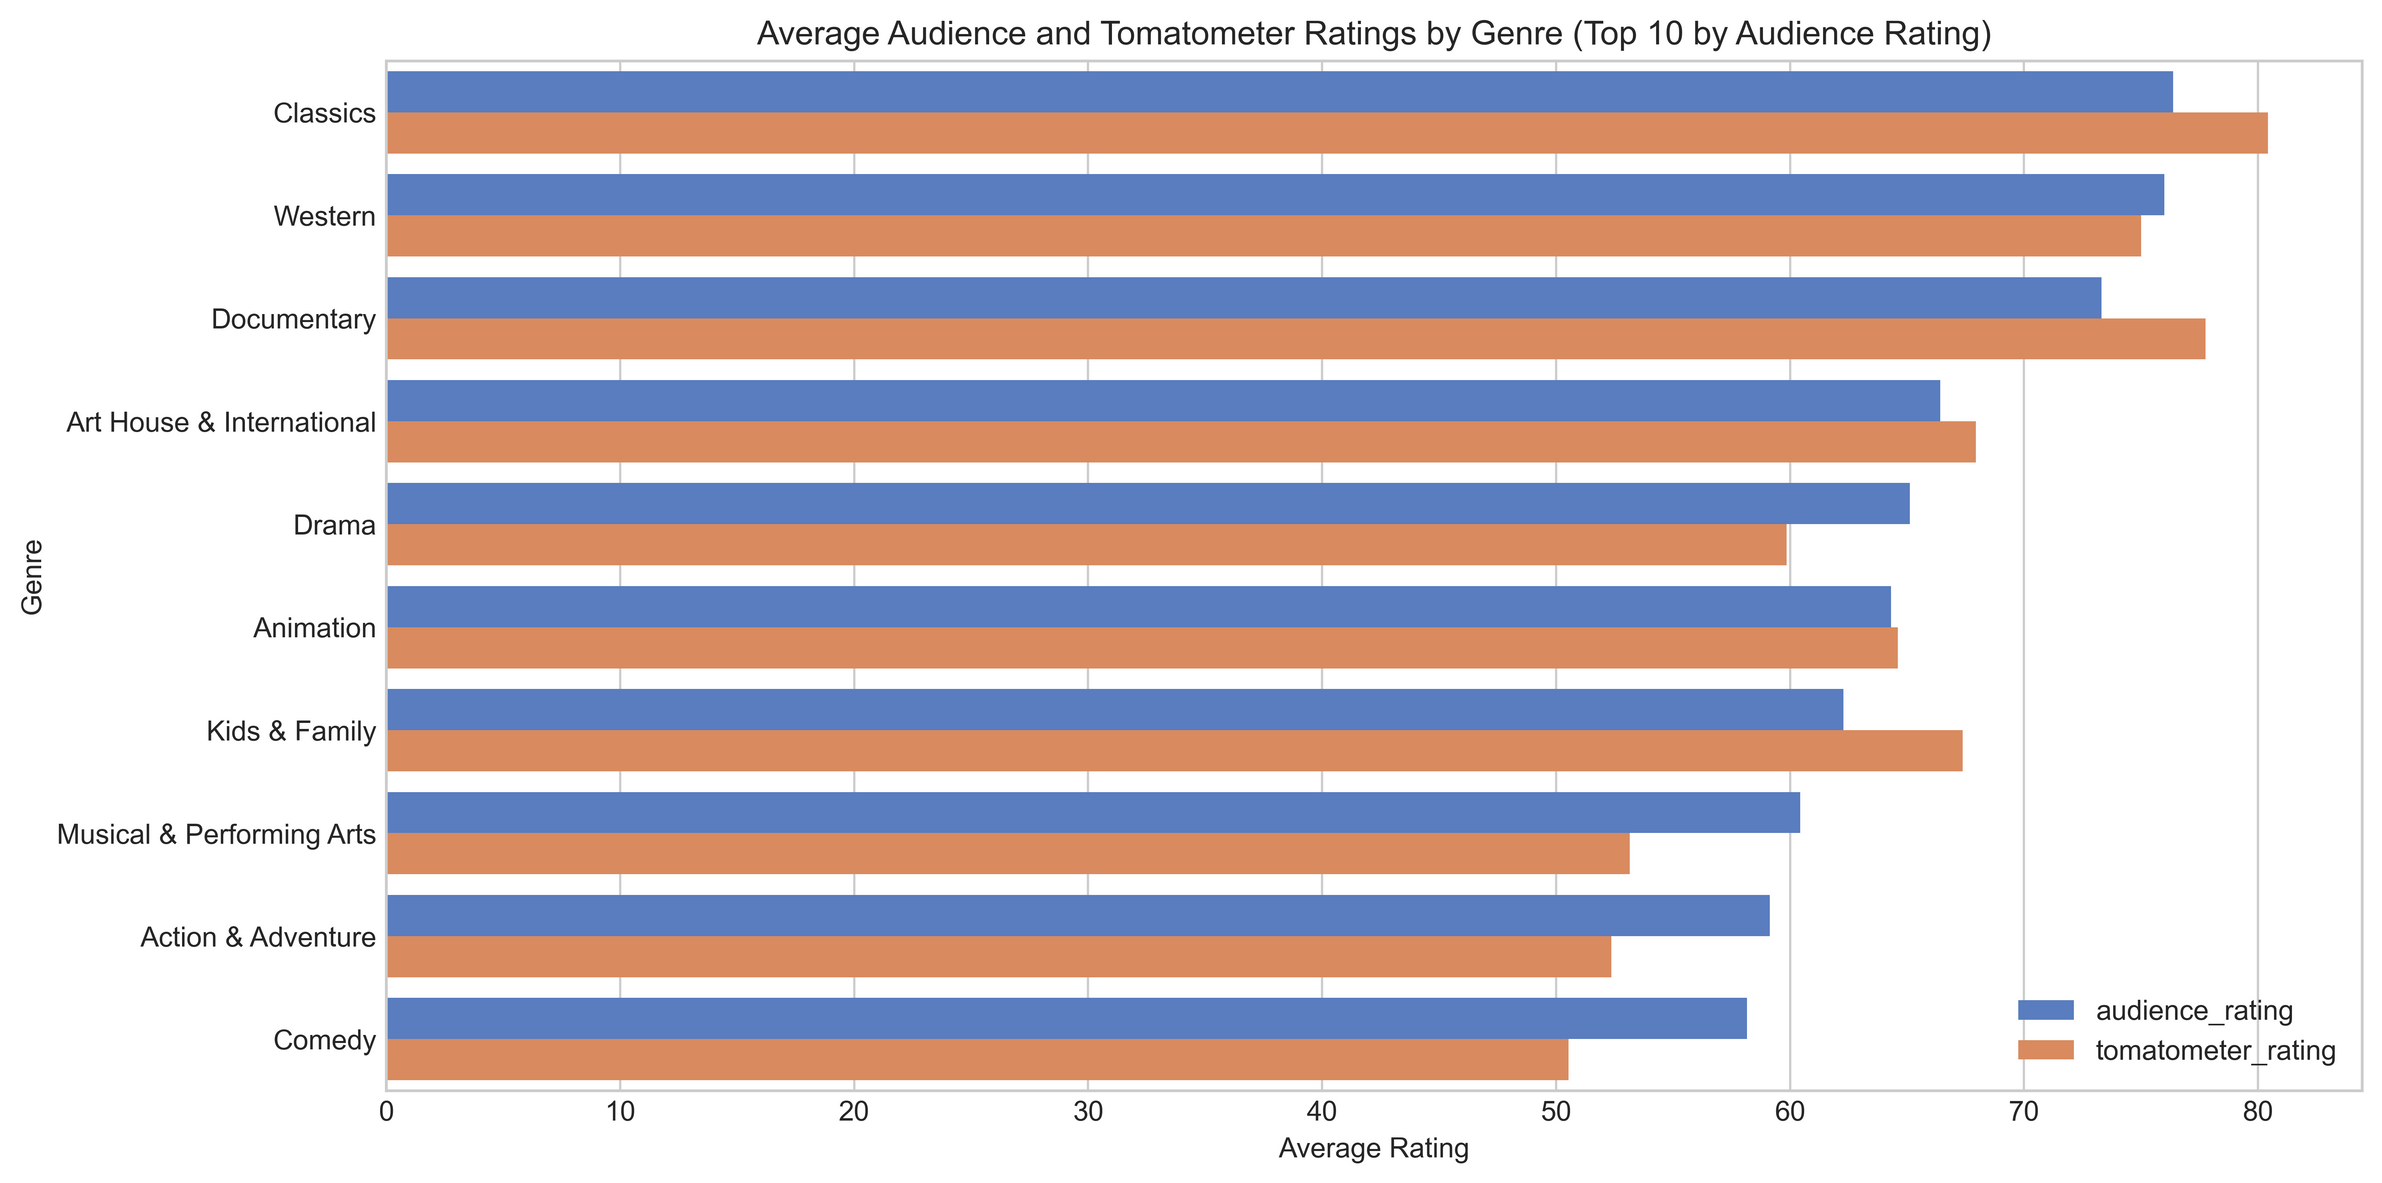 Average Audience and Tomatometer Ratings by Genre (Top 10 by Audience Rating)
Genre
Classics
Western
Documentary
Art House & International
Drama
Animation
Kids & Family
Musical & Performing Arts
Action & Adventure
Comedy
audience_rating
tomatometer_rating
0 10 20 30 40 50 60 70 80
Average Rating